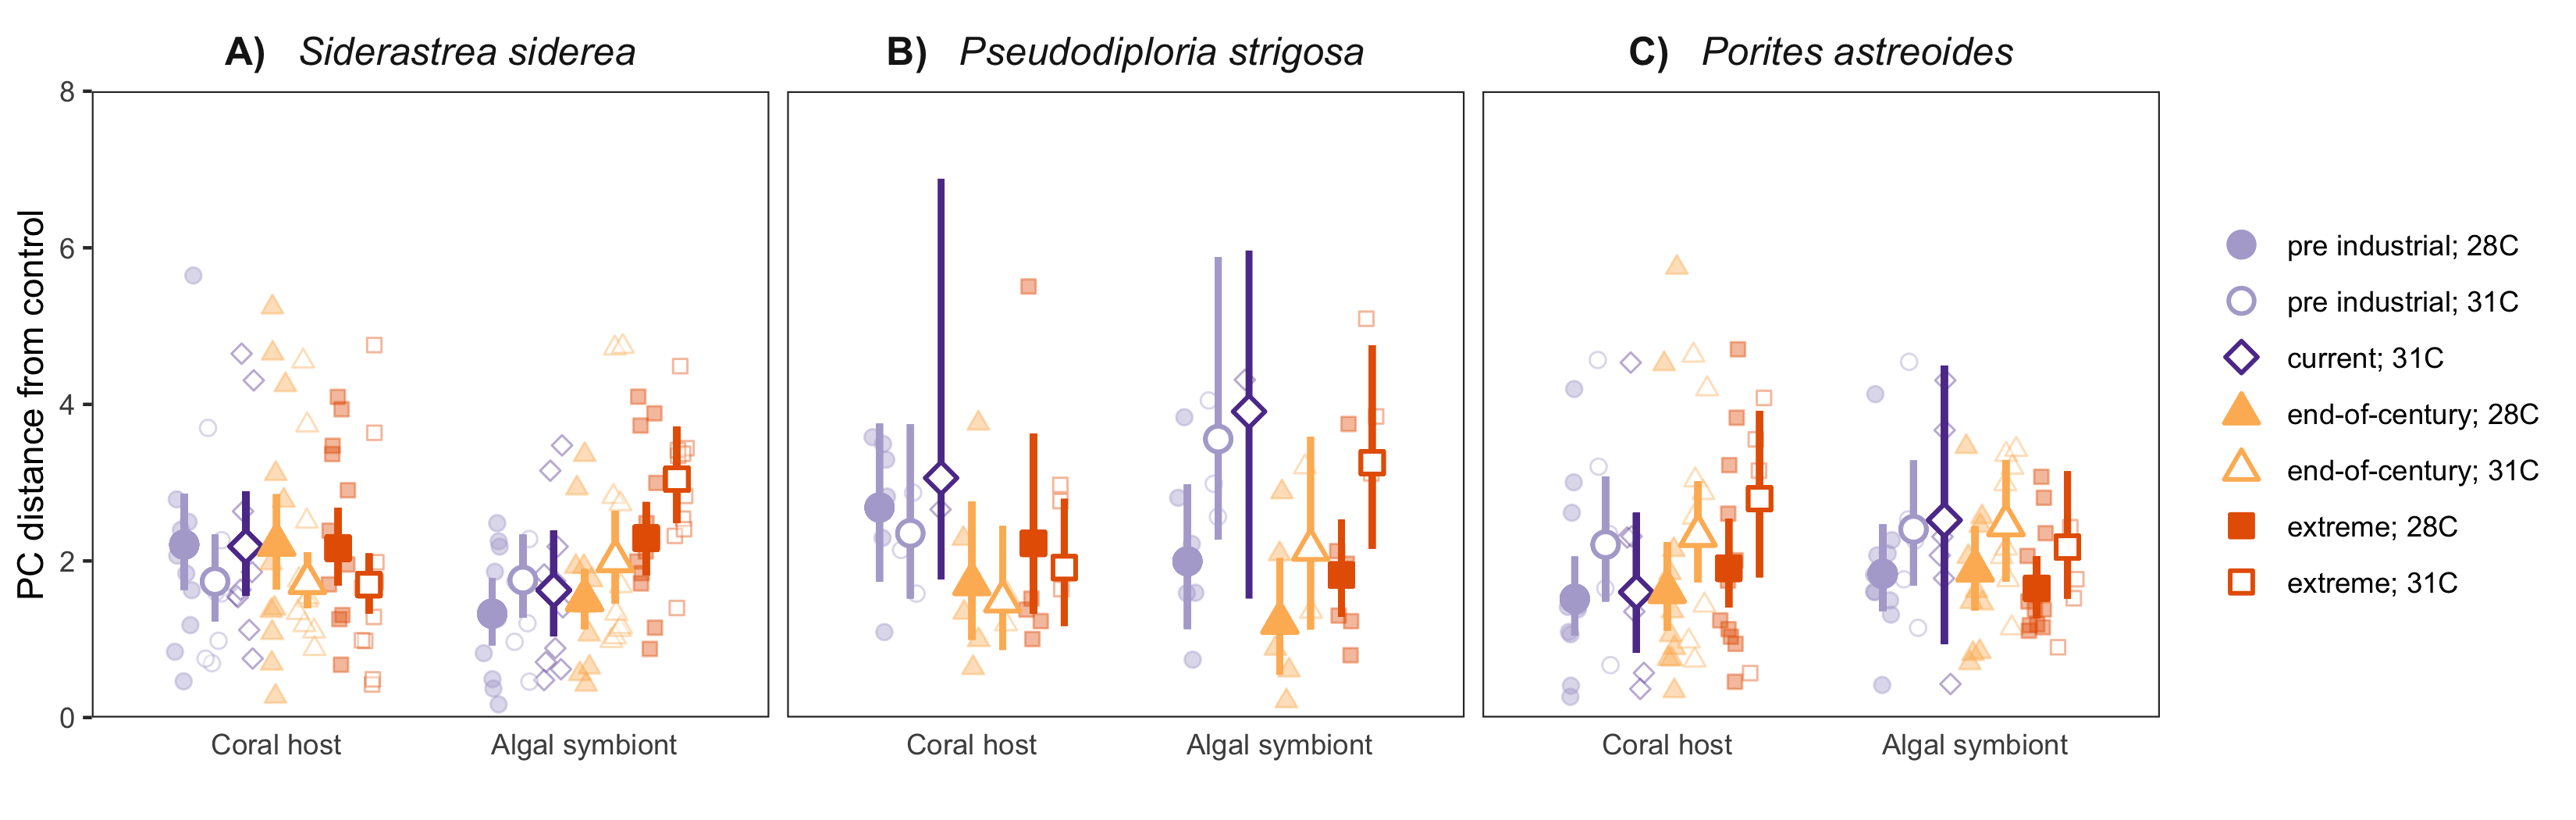 A) Siderastrea siderea
B) Pseudodiploria strigosa
C) Porites astreoides
PC distance from control
8
6
4
2
0
Coral host
Algal symbiont
Coral host
Algal symbiont
Coral host
Algal symbiont
pre industrial; 28C
pre industrial; 31C
current; 31C
end-of-century; 28C
end-of-century; 31C
extreme; 28C
extreme; 31C